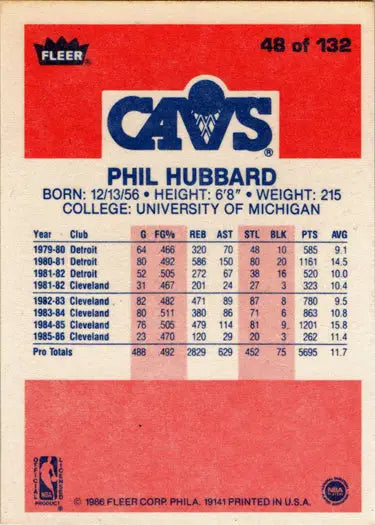 FLEER®
48 of 132
CAVS®
PHIL HUBBARD
BORN: 12/13/56 • HEIGHT: 6'8" • WEIGHT: 215
COLLEGE: UNIVERSITY OF MICHIGAN
Year Club G FG% REB AST STL BLK PTS AVG
1979-80 Detroit 64 .466 320 70 48 10 585 9.1
1980-81 Detroit 80 .492 586 150 80 20 1161 14.5
1981-82 Detroit 52 .505 272 67 38 16 520 10.0
1981-82 Cleveland 31 .467 201 24 27 3 323 10.4
1982-83 Cleveland 82 .482 471 89 87 8 780 9.5
1983-84 Cleveland 80 .511 380 86 71 6 863 10.8
1984-85 Cleveland 76 .505 479 114 81 9 1201 15.8
1985-86 Cleveland 23 .470 120 29 20 3 262 11.4
Pro Totals 488 .492 2829 629 452 75 5695 11.7
OFFICIAL NBA LICENSED
PRODUCT
NBA
© 1986 FLEER CORP. PHILA. 19141 PRINTED IN U.S.A.